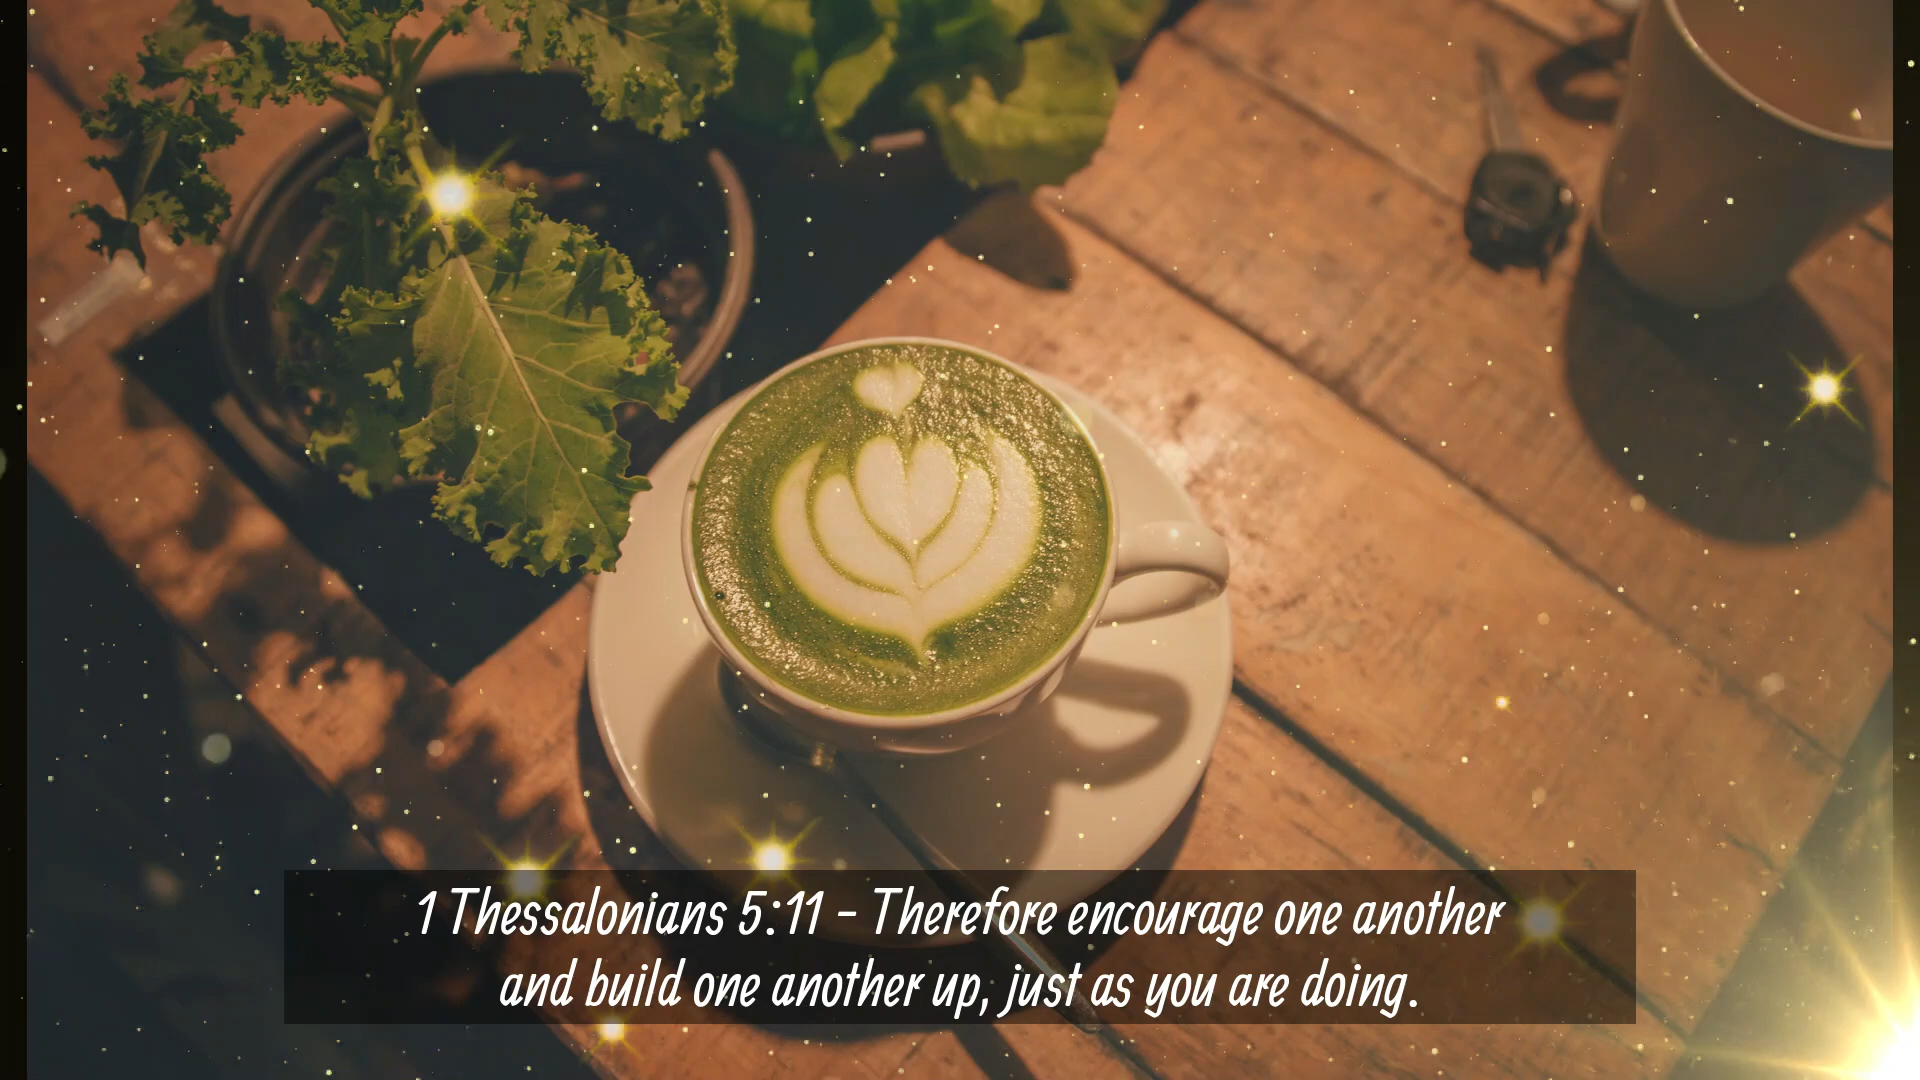 1 Thessalonians 5:11 - Therefore encourage one another
and build one another up, just as you are doing.